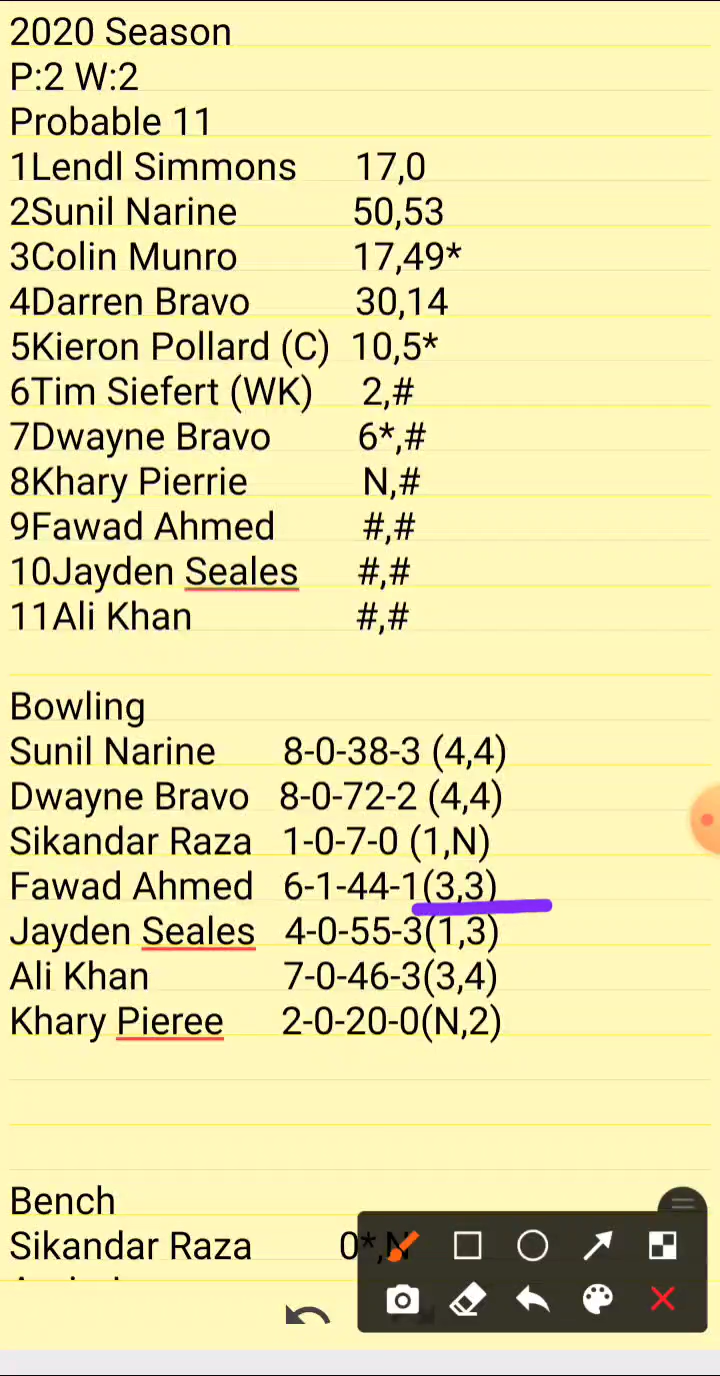 2020 Season
P:2 W:2
Probable 11
1Lendl Simmons 17,0
2Sunil Narine 50,53
3Colin Munro 17,49*
4Darren Bravo 30,14
5Kieron Pollard (C) 10,5*
6Tim Siefert (WK) 2,#
7Dwayne Bravo 6*,#
8Khary Pierrie N,#
9Fawad Ahmed #,#
10Jayden Seales #,#
11Ali Khan #,#
Bowling
Sunil Narine 8-0-38-3 (4,4)
Dwayne Bravo 8-0-72-2 (4,4)
Sikandar Raza 1-0-7-0 (1,N)
Fawad Ahmed 6-1-44-1(3,3)
Jayden Seales 4-0-55-3(1,3)
Ali Khan 7-0-46-3(3,4)
Khary Pieree 2-0-20-0(N,2)
Bench
Sikandar Raza 0*,N